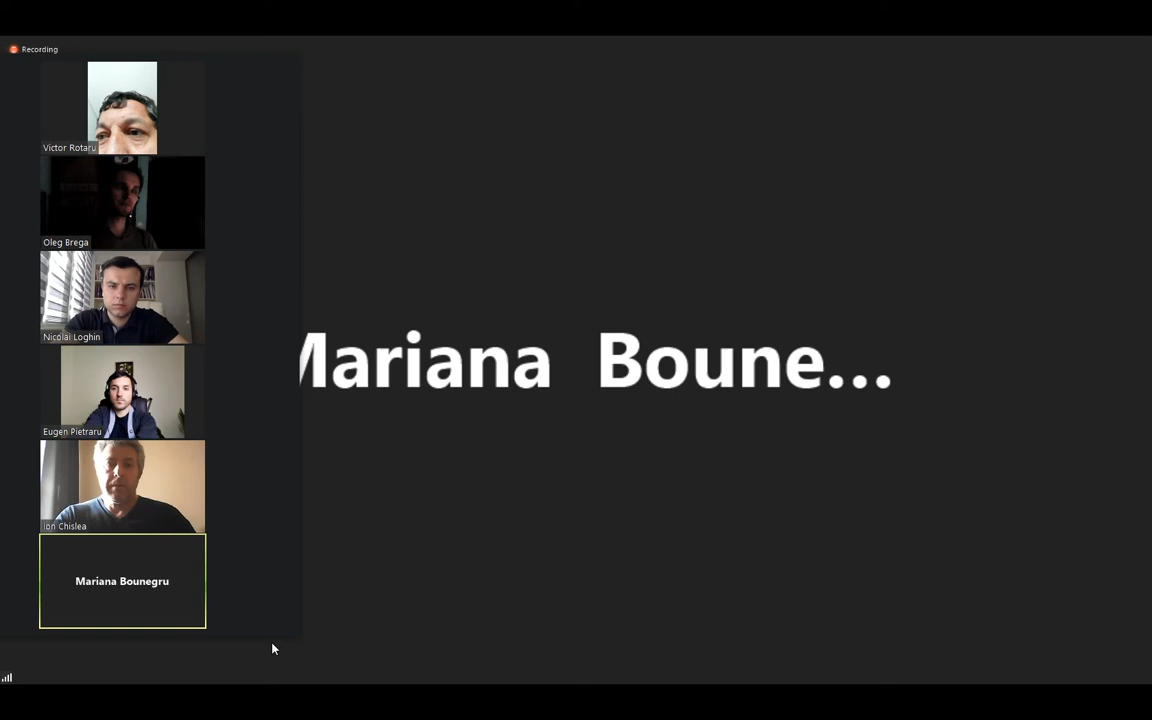 Recording
Victor Rotaru
Oleg Brega
Nicolai Loghin
Eugen Pietraru
Ion Chislea
Mariana Bounegru
Mariana Boune...